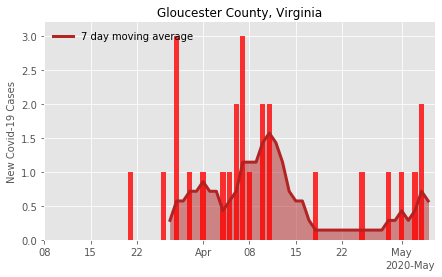 Gloucester County, Virginia
7 day moving average
New Covid-19 Cases
3.0
2.5
2.0
1.5
1.0
0.5
0.0
08 15 22 Apr 08 15 22 May
2020-May